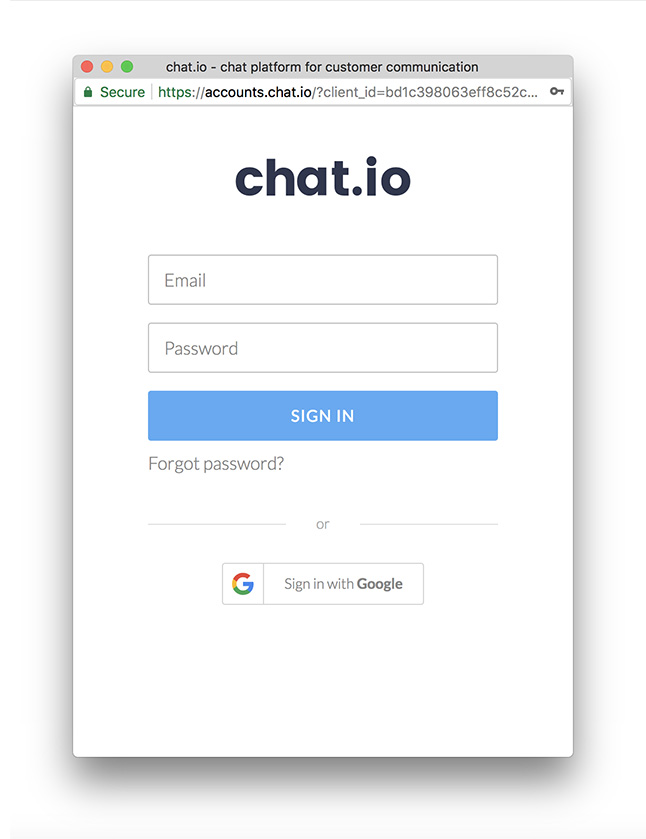 chat.io - chat platform for customer communication
Secure https://accounts.chat.io/?client_id=bd1c398063eff8c52c...
chat.io
Email
Password
SIGN IN
Forgot password?
or
Sign in with Google